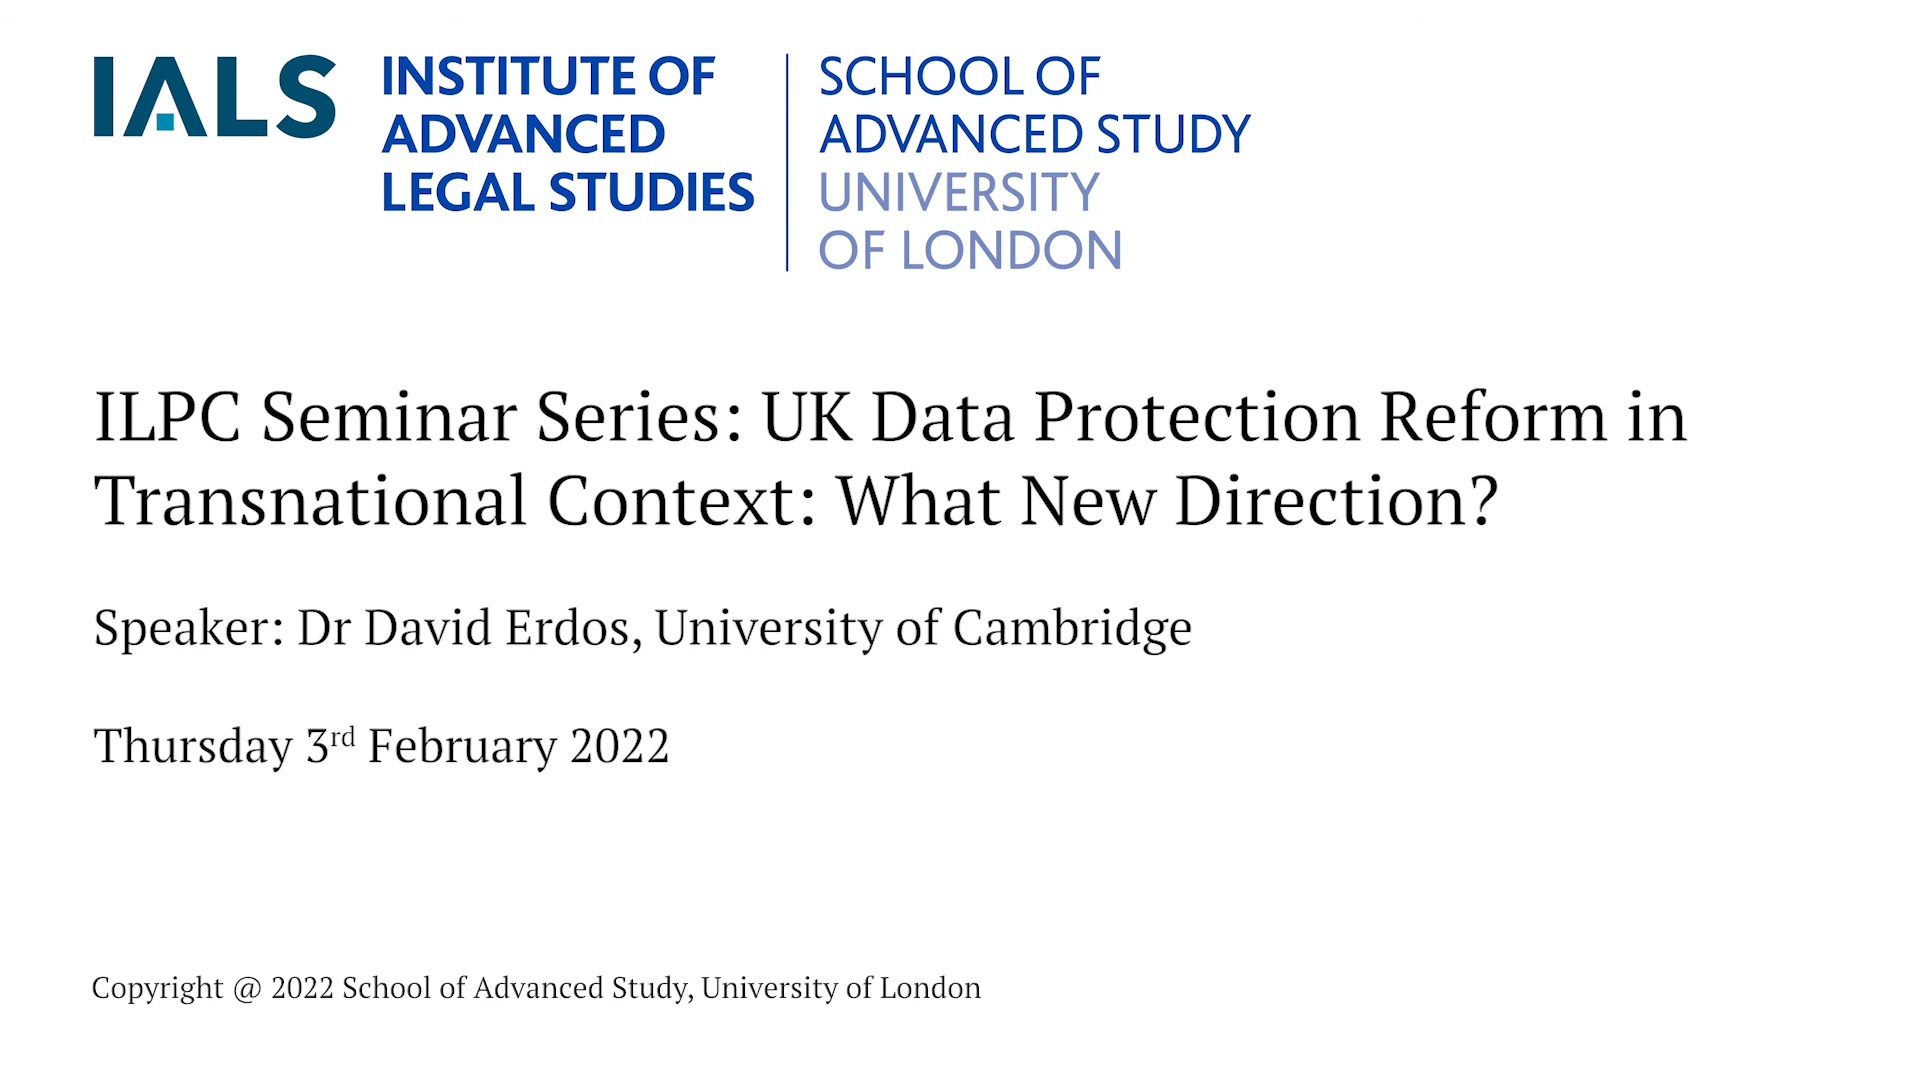 IALS
INSTITUTE OF
ADVANCED
LEGAL STUDIES
SCHOOL OF
ADVANCED STUDY
UNIVERSITY
OF LONDON
ILPC Seminar Series: UK Data Protection Reform in
Transnational Context: What New Direction?
Speaker: Dr David Erdos, University of Cambridge
Thursday 3rd February 2022
Copyright @ 2022 School of Advanced Study, University of London